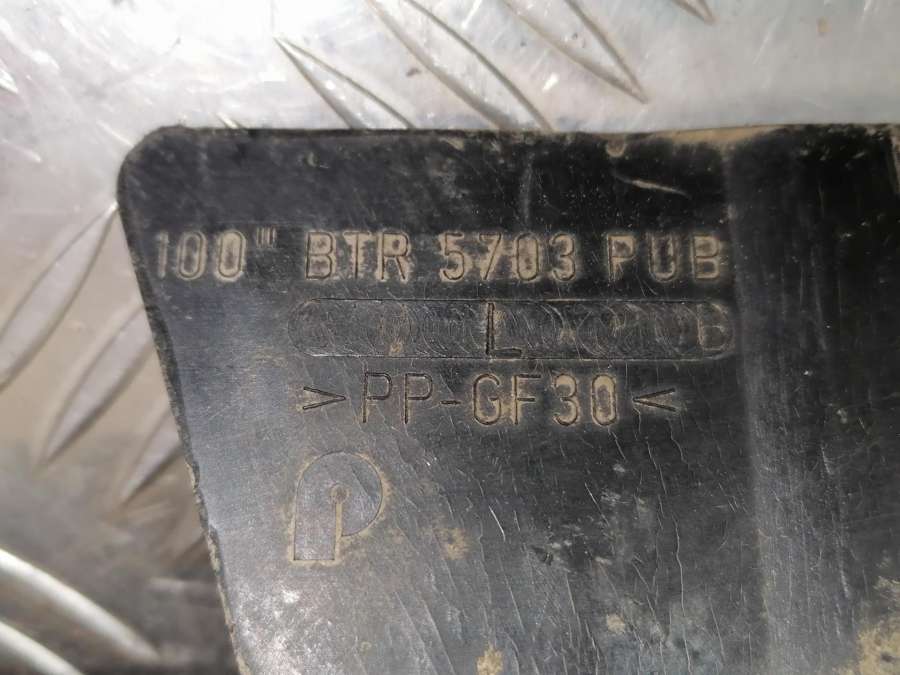 100" BTR 5703 PUB
L B
>PP-GF30<